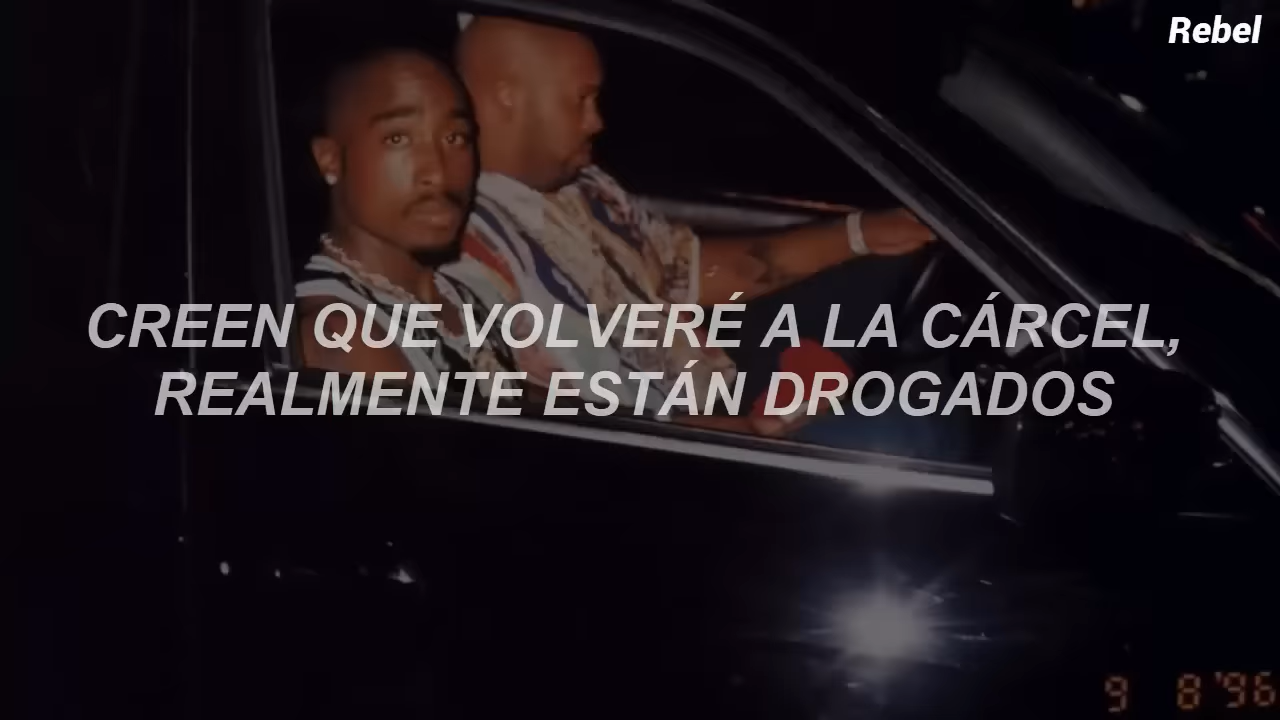 Rebel
CREEN QUE VOLVERÉ A LA CÁRCEL,
REALMENTE ESTÁN DROGADOS
9 8 '96